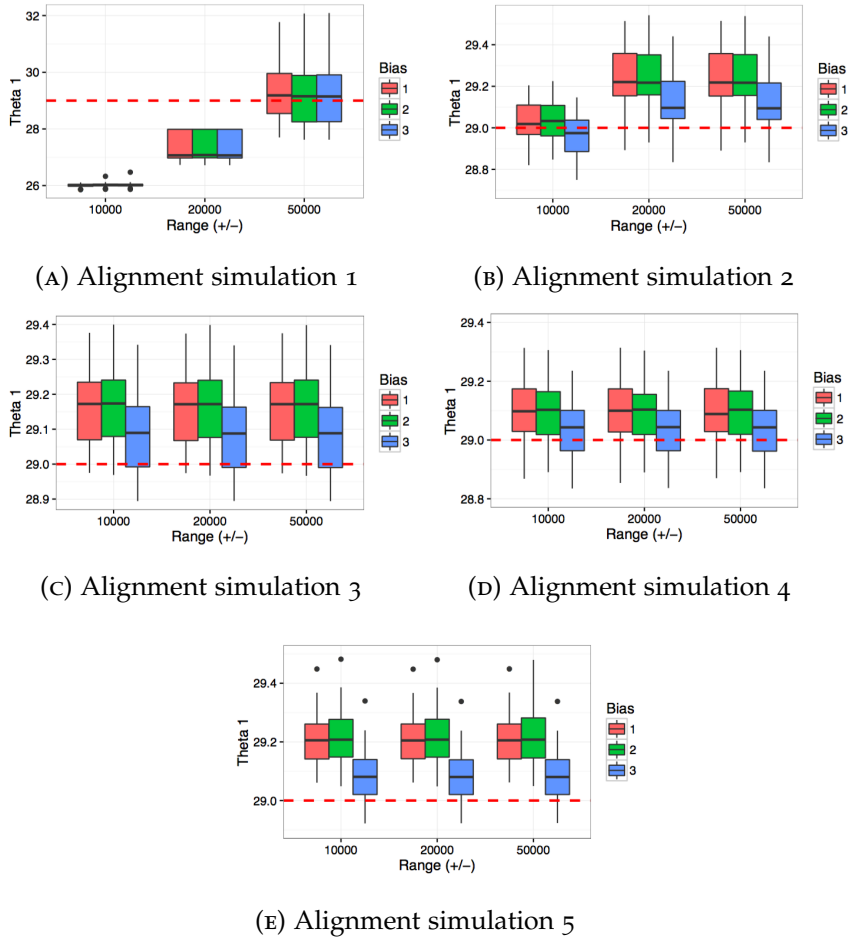 32
30
28
26
Theta 1
10000 20000 50000
Range (+/−)
Bias
1
2
3
(A) Alignment simulation 1
29.4
29.2
29.0
28.8
Theta 1
10000 20000 50000
Range (+/−)
Bias
1
2
3
(B) Alignment simulation 2
29.4
29.3
29.2
29.1
29.0
28.9
Theta 1
10000 20000 50000
Range (+/−)
Bias
1
2
3
(C) Alignment simulation 3
29.4
29.2
29.0
28.8
Theta 1
10000 20000 50000
Range (+/−)
Bias
1
2
3
(D) Alignment simulation 4
29.4
29.2
29.0
Theta 1
10000 20000 50000
Range (+/−)
Bias
1
2
3
(E) Alignment simulation 5